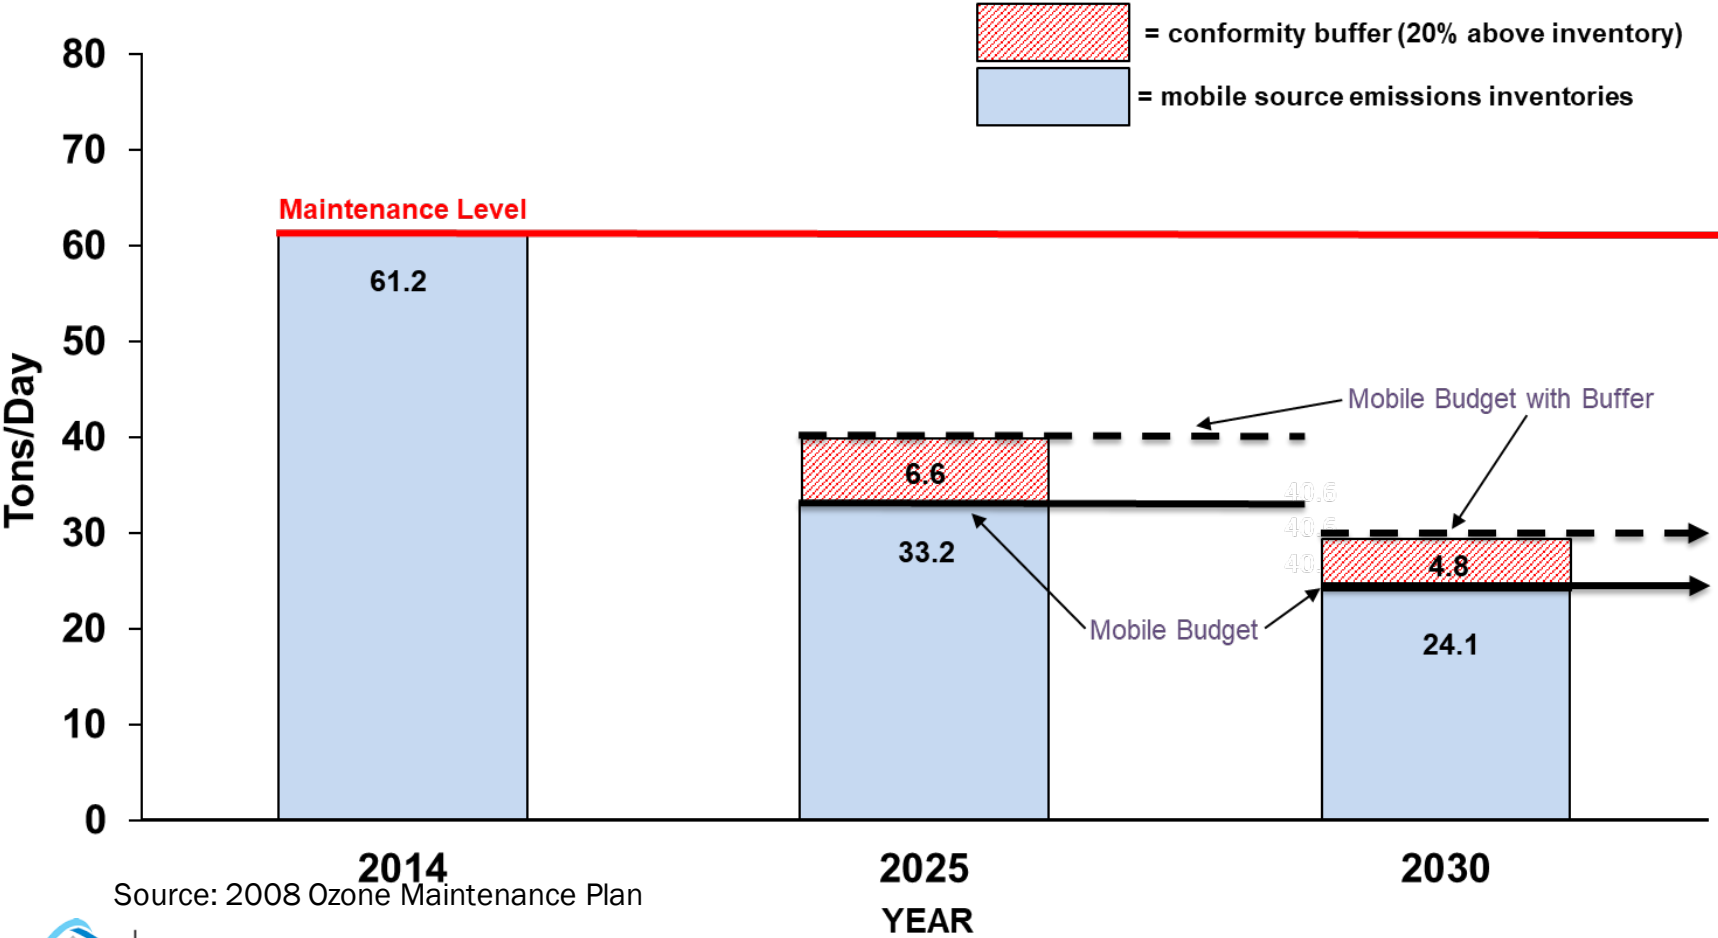 = conformity buffer (20% above inventory)
= mobile source emissions inventories
80
70
60
50
40
30
20
10
0
Tons/Day
Maintenance Level
61.2
6.6
33.2
Mobile Budget with Buffer
40.6
4.8
24.1
Mobile Budget
2014
2025
2030
Source: 2008 Ozone Maintenance Plan
YEAR